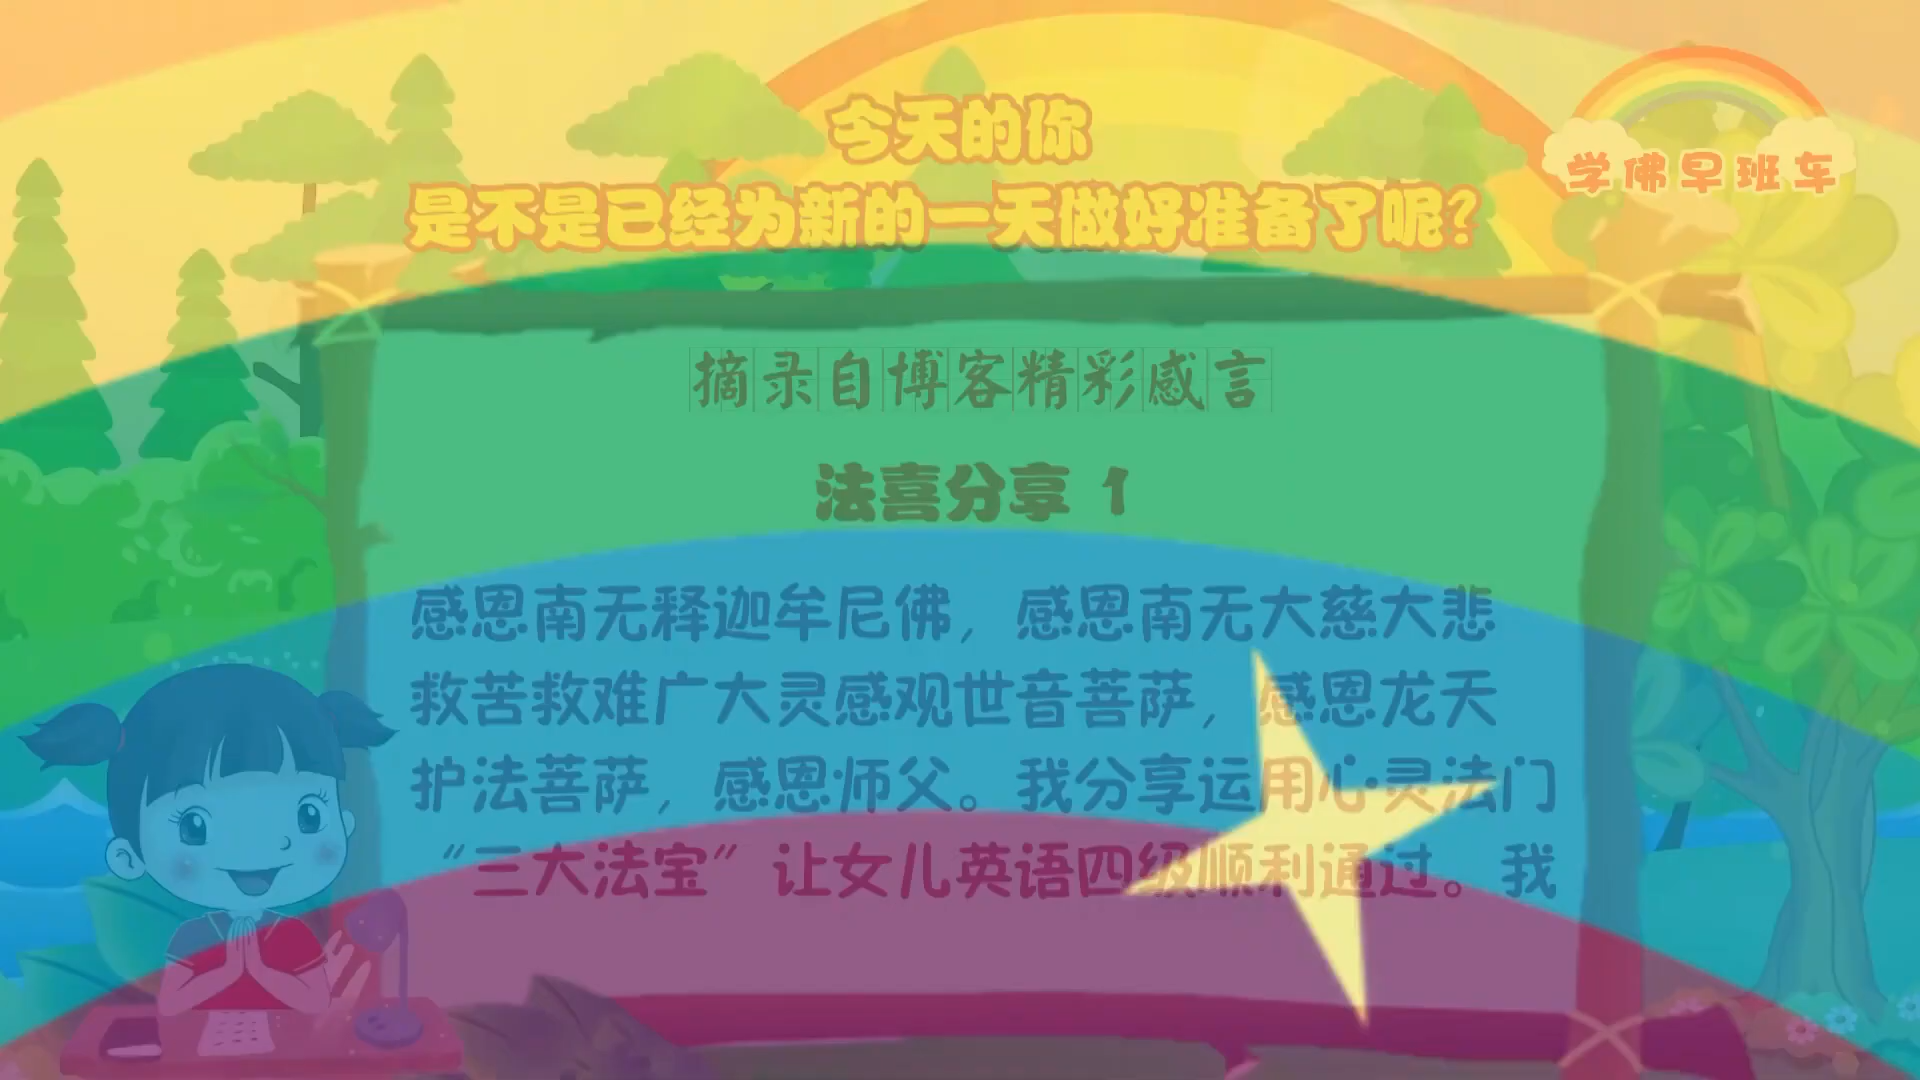 今天的你
是不是已经为新的一天做好准备了呢？
学佛早班车
摘录自博客精彩感言
法喜分享 1
感恩南无释迦牟尼佛，感恩南无大慈大悲
救苦救难广大灵感观世音菩萨，感恩龙天
护法菩萨，感恩师父。我分享运用心灵法门
“三大法宝”让女儿英语四级顺利通过。我